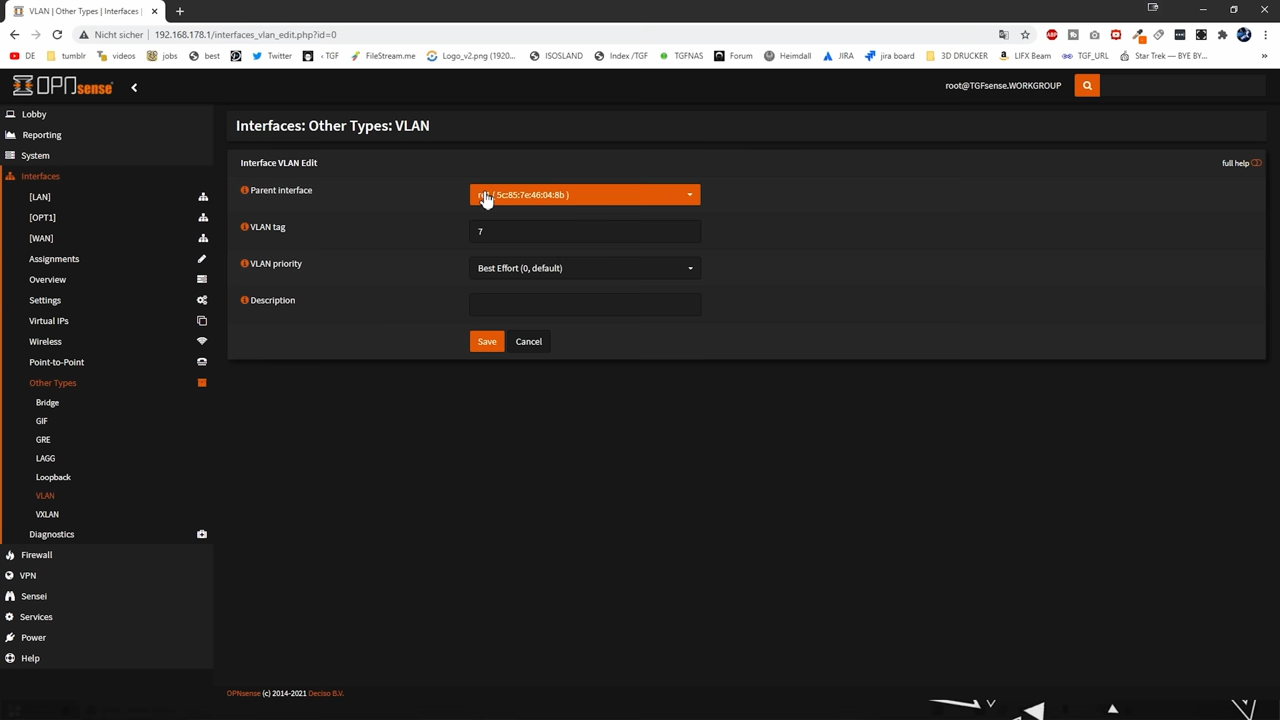 VLAN | Other Types | Interfaces |
Nicht sicher
192.168.178.1/interfaces_vlan_edit.php?id=0
DE
tumblr
videos
jobs
best
Twitter
‹ TGF
FileStream.me
Logo_v2.png (1920...
ISOSLAND
Index /TGF
TGFNAS
Forum
Heimdall
JIRA
jira board
3D DRUCKER
LIFX Beam
TGF_URL
Star Trek — BYE BY...
OPNsense
root@TGFsense.WORKGROUP
Lobby
Reporting
System
Interfaces
[LAN]
[OPT1]
[WAN]
Assignments
Overview
Settings
Virtual IPs
Wireless
Point-to-Point
Other Types
Bridge
GIF
GRE
LAGG
Loopback
VLAN
VXLAN
Diagnostics
Firewall
VPN
Sensei
Services
Power
Help
Interfaces: Other Types: VLAN
Interface VLAN Edit
full help
Parent interface
( 5c:85:7e:46:04:8b )
VLAN tag
7
VLAN priority
Best Effort (0, default)
Description
Save
Cancel
OPNsense (c) 2014-2021 Deciso B.V.